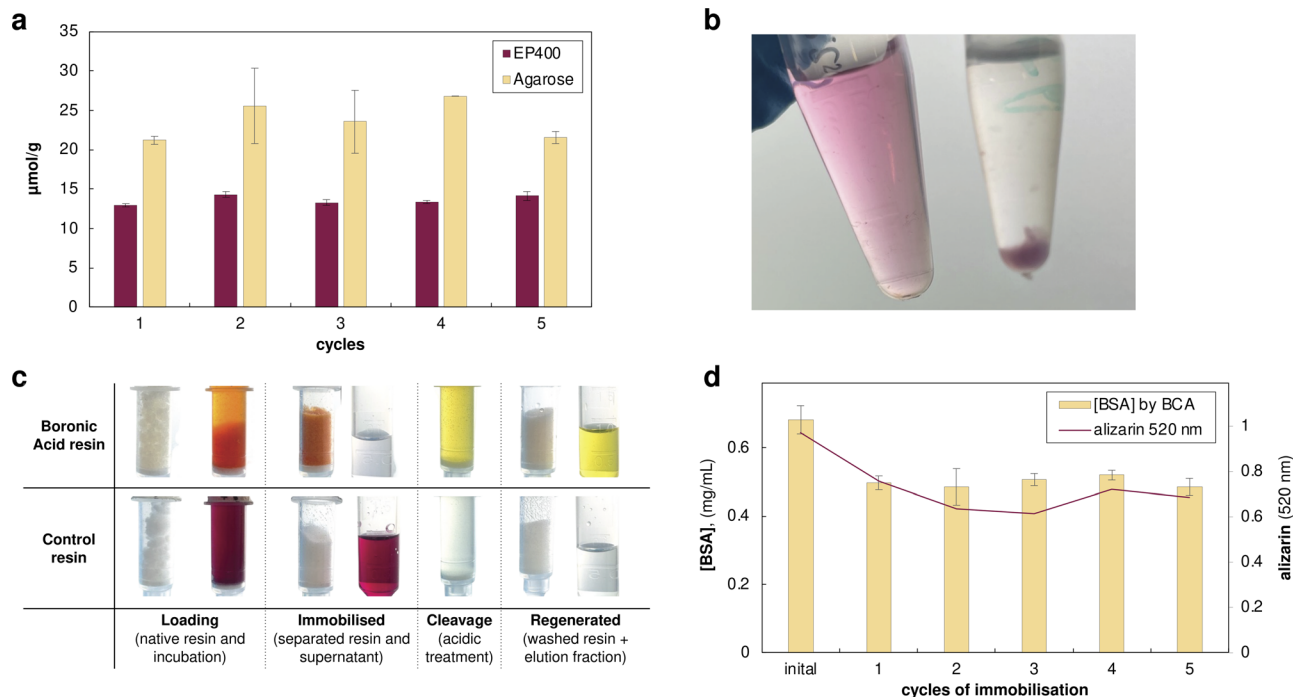 a
35
30
25
20
15
10
5
0
µmol/g
EP400
Agarose
1 2 3 4 5
cycles
b
c
Boronic
Acid resin
Control
resin
Loading
(native resin and
incubation)
Immobilised
(separated resin and
supernatant)
Cleavage
(acidic
treatment)
Regenerated
(washed resin +
elution fraction)
d
[BSA] by BCA
alizarin 520 nm
0.6
0.4
0.2
0
[BSA], (mg/mL)
1
0.8
0.6
0.4
0.2
0
alizarin (520 nm)
inital 1 2 3 4 5
cycles of immobilisation